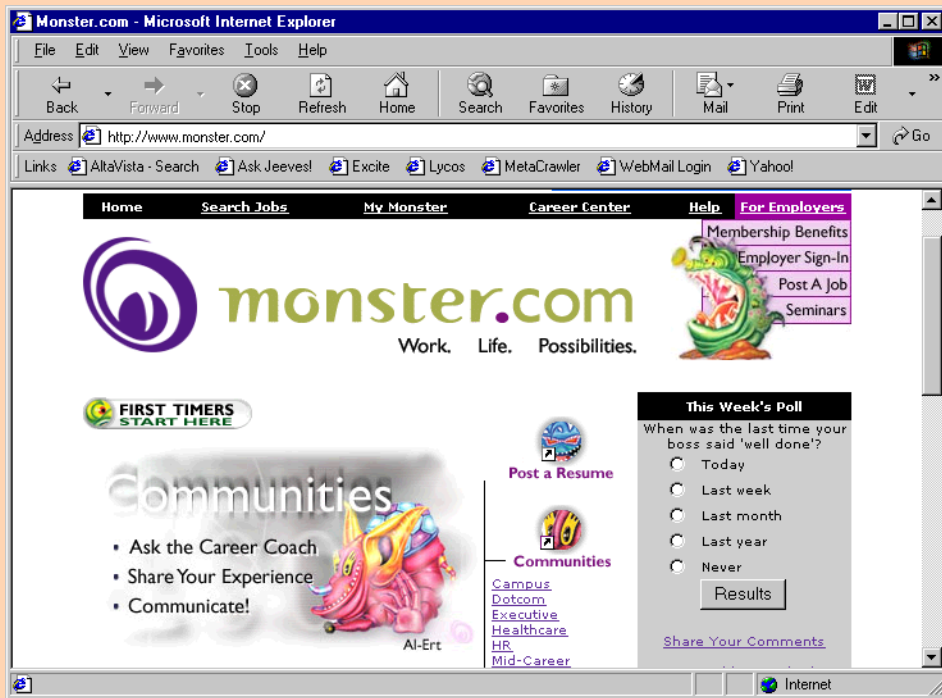 Monster.com - Microsoft Internet Explorer
File Edit View Favorites Tools Help
Back Forward Stop Refresh Home Search Favorites History Mail Print Edit »
Address http://www.monster.com/ Go
Links AltaVista - Search Ask Jeeves! Excite Lycos MetaCrawler WebMail Login Yahoo!
Home Search Jobs My Monster Career Center Help For Employers
Membership Benefits
Employer Sign-In
Post A Job
Seminars
monster.com
Work. Life. Possibilities.
FIRST TIMERS
START HERE
Communities
• Ask the Career Coach
• Share Your Experience
• Communicate!
Al-Ert
Post a Resume
Communities
Campus
Dotcom
Executive
Healthcare
HR
Mid-Career
This Week's Poll
When was the last time your
boss said 'well done'?
Today
Last week
Last month
Last year
Never
Results
Share Your Comments
Internet